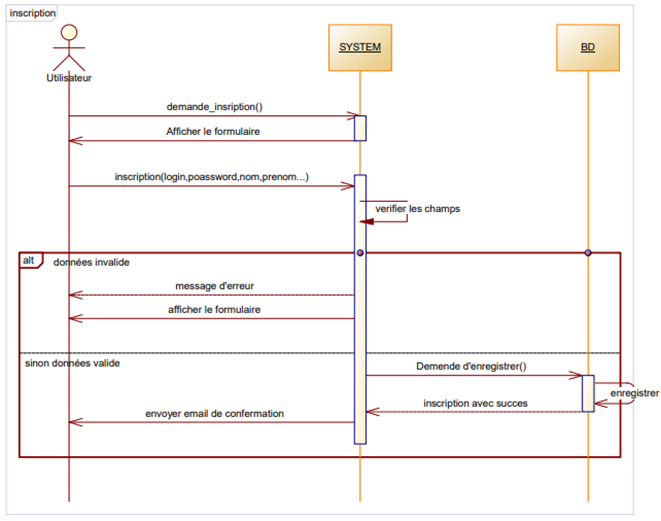 inscription
SYSTEM
BD
Utilisateur
demande_insription()
Afficher le formulaire
inscription(login,poassword,nom,prenom...)
verifier les champs
alt
données invalide
message d'erreur
afficher le formulaire
sinon données valide
Demende d'enregistrer()
enregistrer
inscription avec succes
envoyer email de confermation